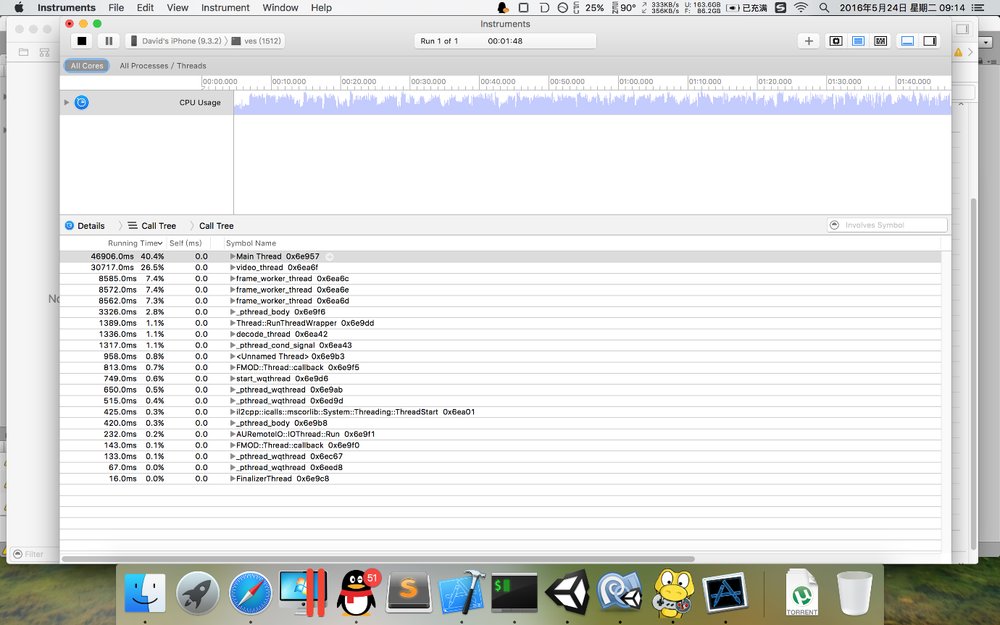 Instruments File Edit View Instrument Window Help
25% 90° 333KB/s 356KB/s U: 163.6GB F: 86.2GB 已充满 2016年5月24日 星期二 09:14
Instruments
David's iPhone (9.3.2) ves (1512)
Run 1 of 1 00:01:48
All Cores All Processes / Threads
00:00.000 00:10.000 00:20.000 00:30.000 00:40.000 00:50.000 01:00.000 01:10.000 01:20.000 01:30.000 01:40.000
CPU Usage
Details Call Tree Call Tree Involves Symbol
Running Time Self (ms) Symbol Name
46906.0ms 40.4% 0.0 Main Thread 0x6e957
30717.0ms 26.5% 0.0 video_thread 0x6ea6f
8585.0ms 7.4% 0.0 frame_worker_thread 0x6ea6c
8572.0ms 7.4% 0.0 frame_worker_thread 0x6ea6e
8562.0ms 7.3% 0.0 frame_worker_thread 0x6ea6d
3326.0ms 2.8% 0.0 _pthread_body 0x6e9f6
1389.0ms 1.1% 0.0 Thread::RunThreadWrapper 0x6e9dd
1336.0ms 1.1% 0.0 decode_thread 0x6ea42
1317.0ms 1.1% 0.0 _pthread_cond_signal 0x6ea43
958.0ms 0.8% 0.0 <Unnamed Thread> 0x6e9b3
813.0ms 0.7% 0.0 FMOD::Thread::callback 0x6e9f5
749.0ms 0.6% 0.0 start_wqthread 0x6e9d6
650.0ms 0.5% 0.0 _pthread_wqthread 0x6e9ab
515.0ms 0.4% 0.0 _pthread_wqthread 0x6ed9d
425.0ms 0.3% 0.0 il2cpp::icalls::mscorlib::System::Threading::ThreadStart 0x6ea01
420.0ms 0.3% 0.0 _pthread_body 0x6e9b8
232.0ms 0.2% 0.0 AURemoteIO::IOThread::Run 0x6e9f1
143.0ms 0.1% 0.0 FMOD::Thread::callback 0x6e9f0
133.0ms 0.1% 0.0 _pthread_wqthread 0x6ec67
67.0ms 0.0% 0.0 _pthread_wqthread 0x6eed8
16.0ms 0.0% 0.0 FinalizerThread 0x6e9c8
Filter
51
TORRENT